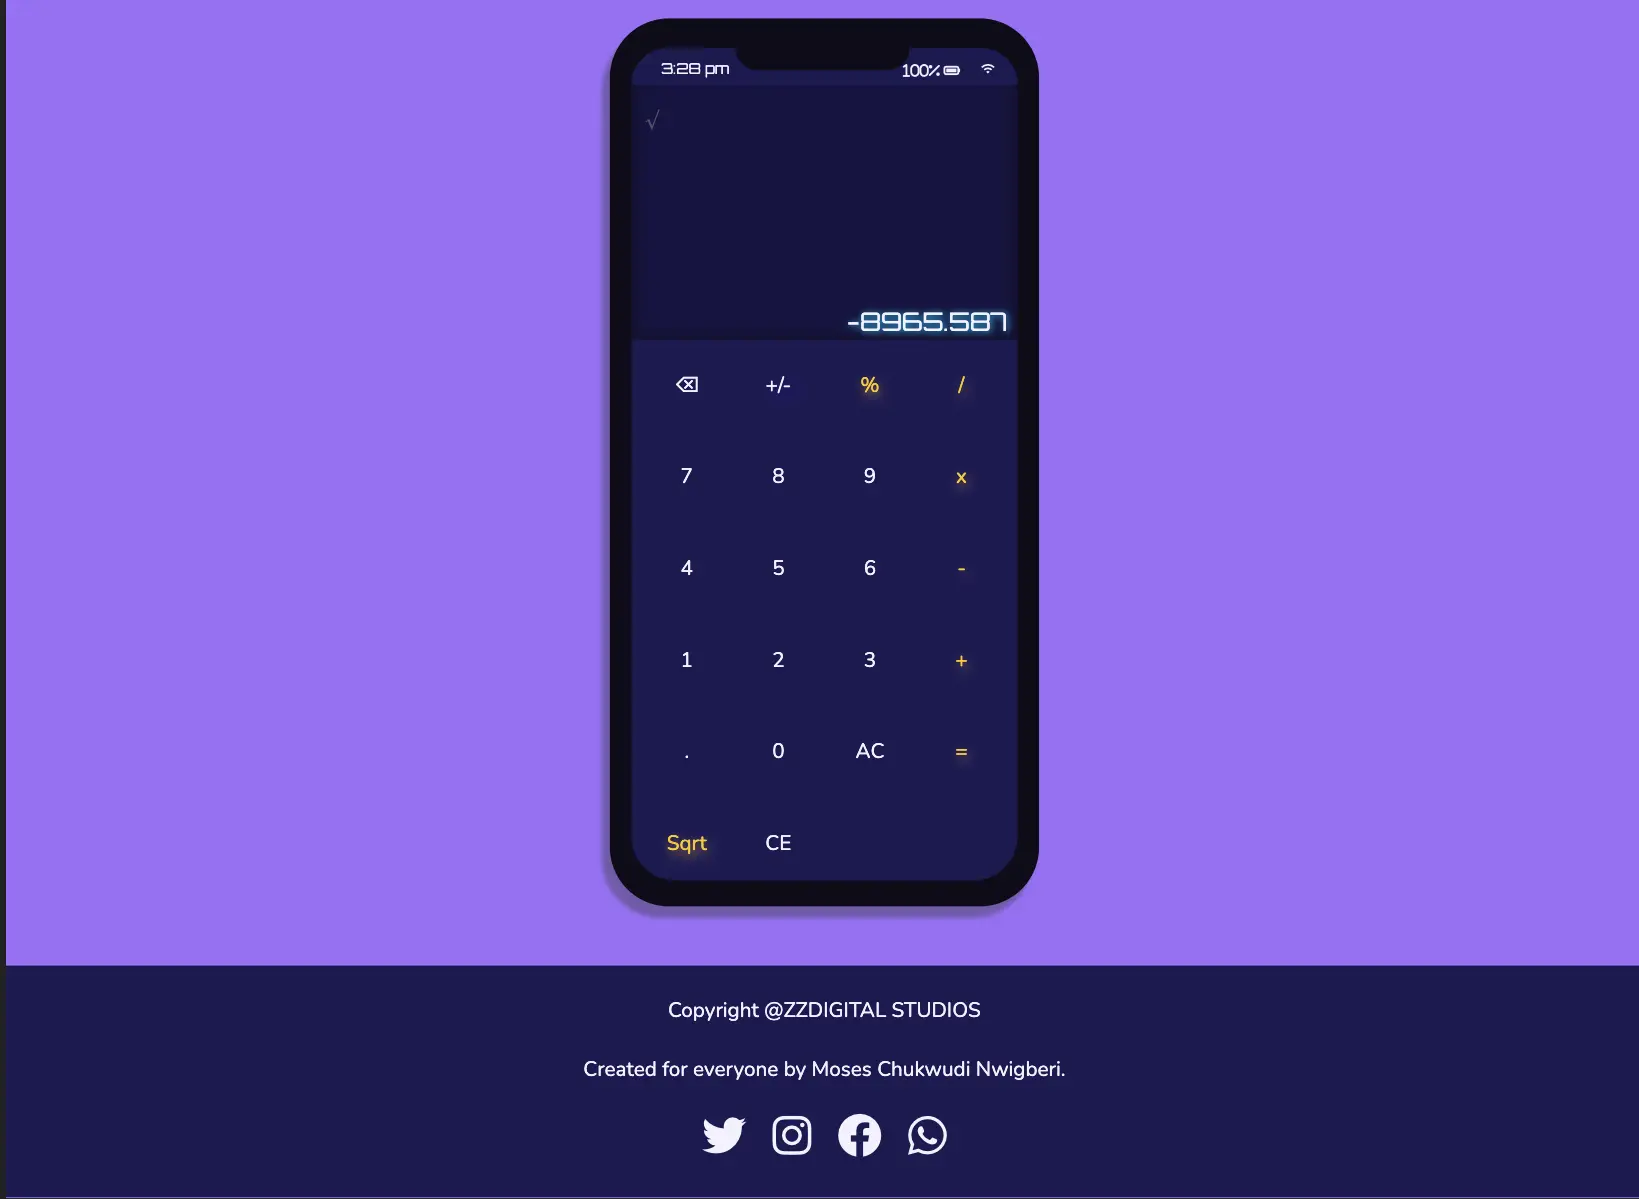 3:28 pm 100%
√
-8965.587
+/- % /
7 8 9 x
4 5 6 -
1 2 3 +
. 0 AC =
Sqrt CE
Copyright @ZZDIGITAL STUDIOS
Created for everyone by Moses Chukwudi Nwigberi.